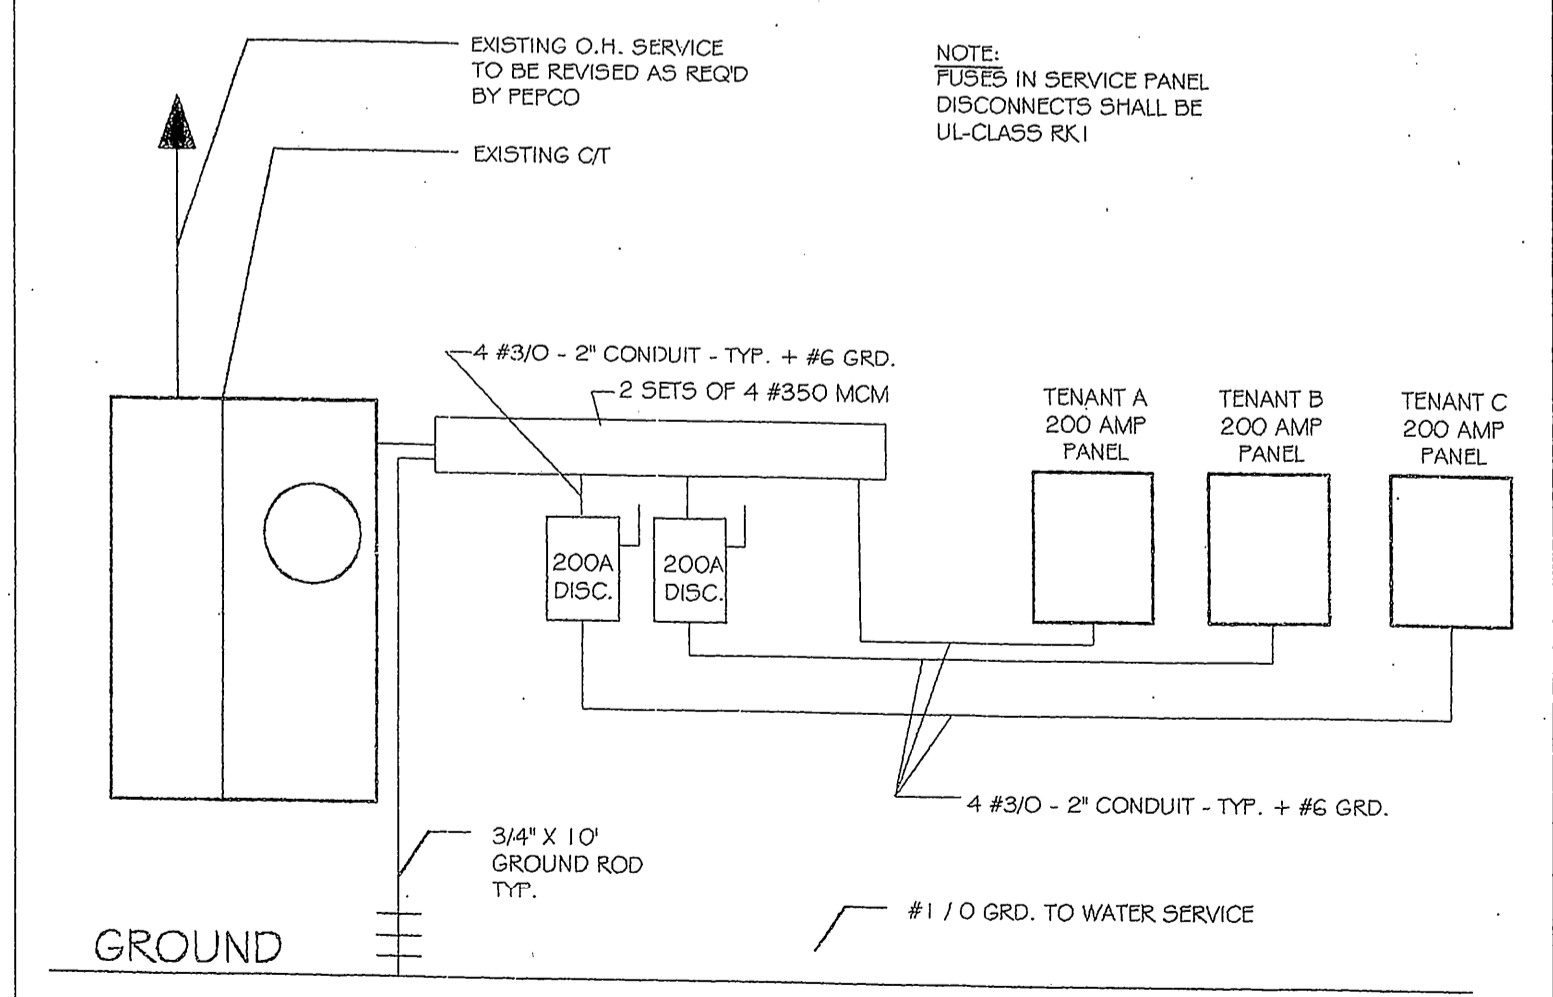 EXISTING O.H. SERVICE
TO BE REVISED AS REQ'D
BY PEPCO
NOTE:
FUSES IN SERVICE PANEL
DISCONNECTS SHALL BE
UL-CLASS RK1
EXISTING C/T
4 #3/0 - 2" CONDUIT - TYP. + #6 GRD.
2 SETS OF 4 #350 MCM
TENANT A
200 AMP
PANEL
TENANT B
200 AMP
PANEL
TENANT C
200 AMP
PANEL
200A
DISC.
200A
DISC.
4 #3/0 - 2" CONDUIT - TYP. + #6 GRD.
3/4" X 10'
GROUND ROD
TYP.
#1/0 GRD. TO WATER SERVICE
GROUND